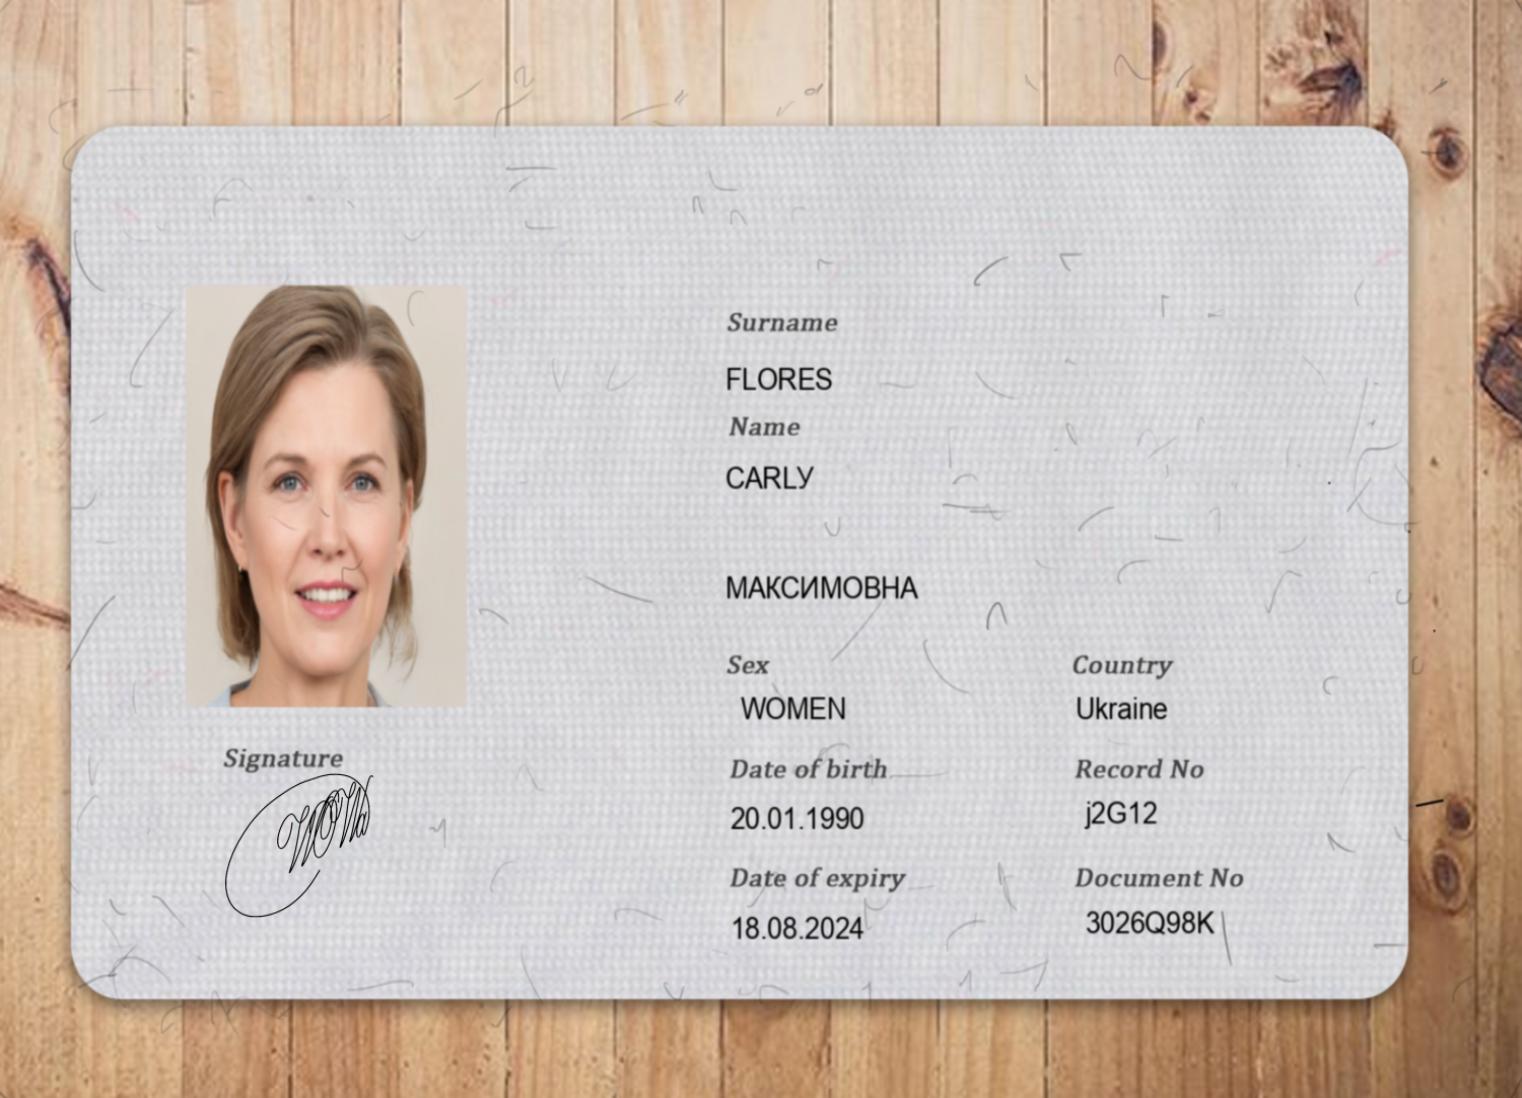 Surname
FLORES
Name
CARLY
МАКСИМОВНА
Sex
WOMEN
Country
Ukraine
Date of birth
20.01.1990
Record No
j2G12
Date of expiry
18.08.2024
Document No
3026Q98K
Signature